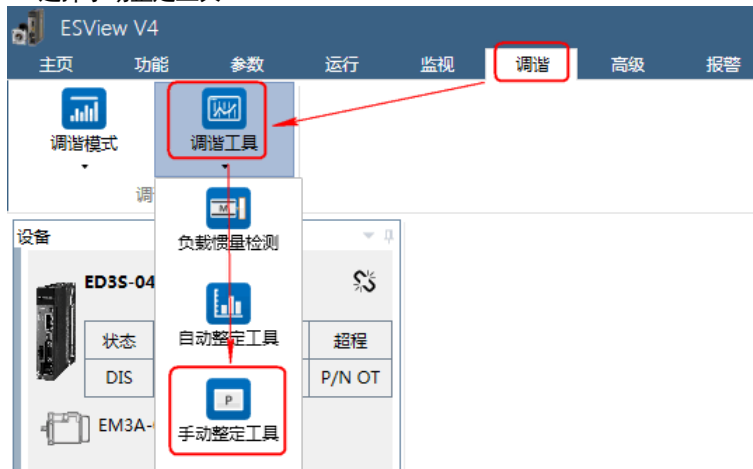 ESView V4
主页 功能 参数 运行 监视 调谐 高级 报警
调谐模式 调谐工具
调
设备
负载惯量检测
ED3S-04
自动整定工具
状态 超程
DIS P/N OT
EM3A-
手动整定工具